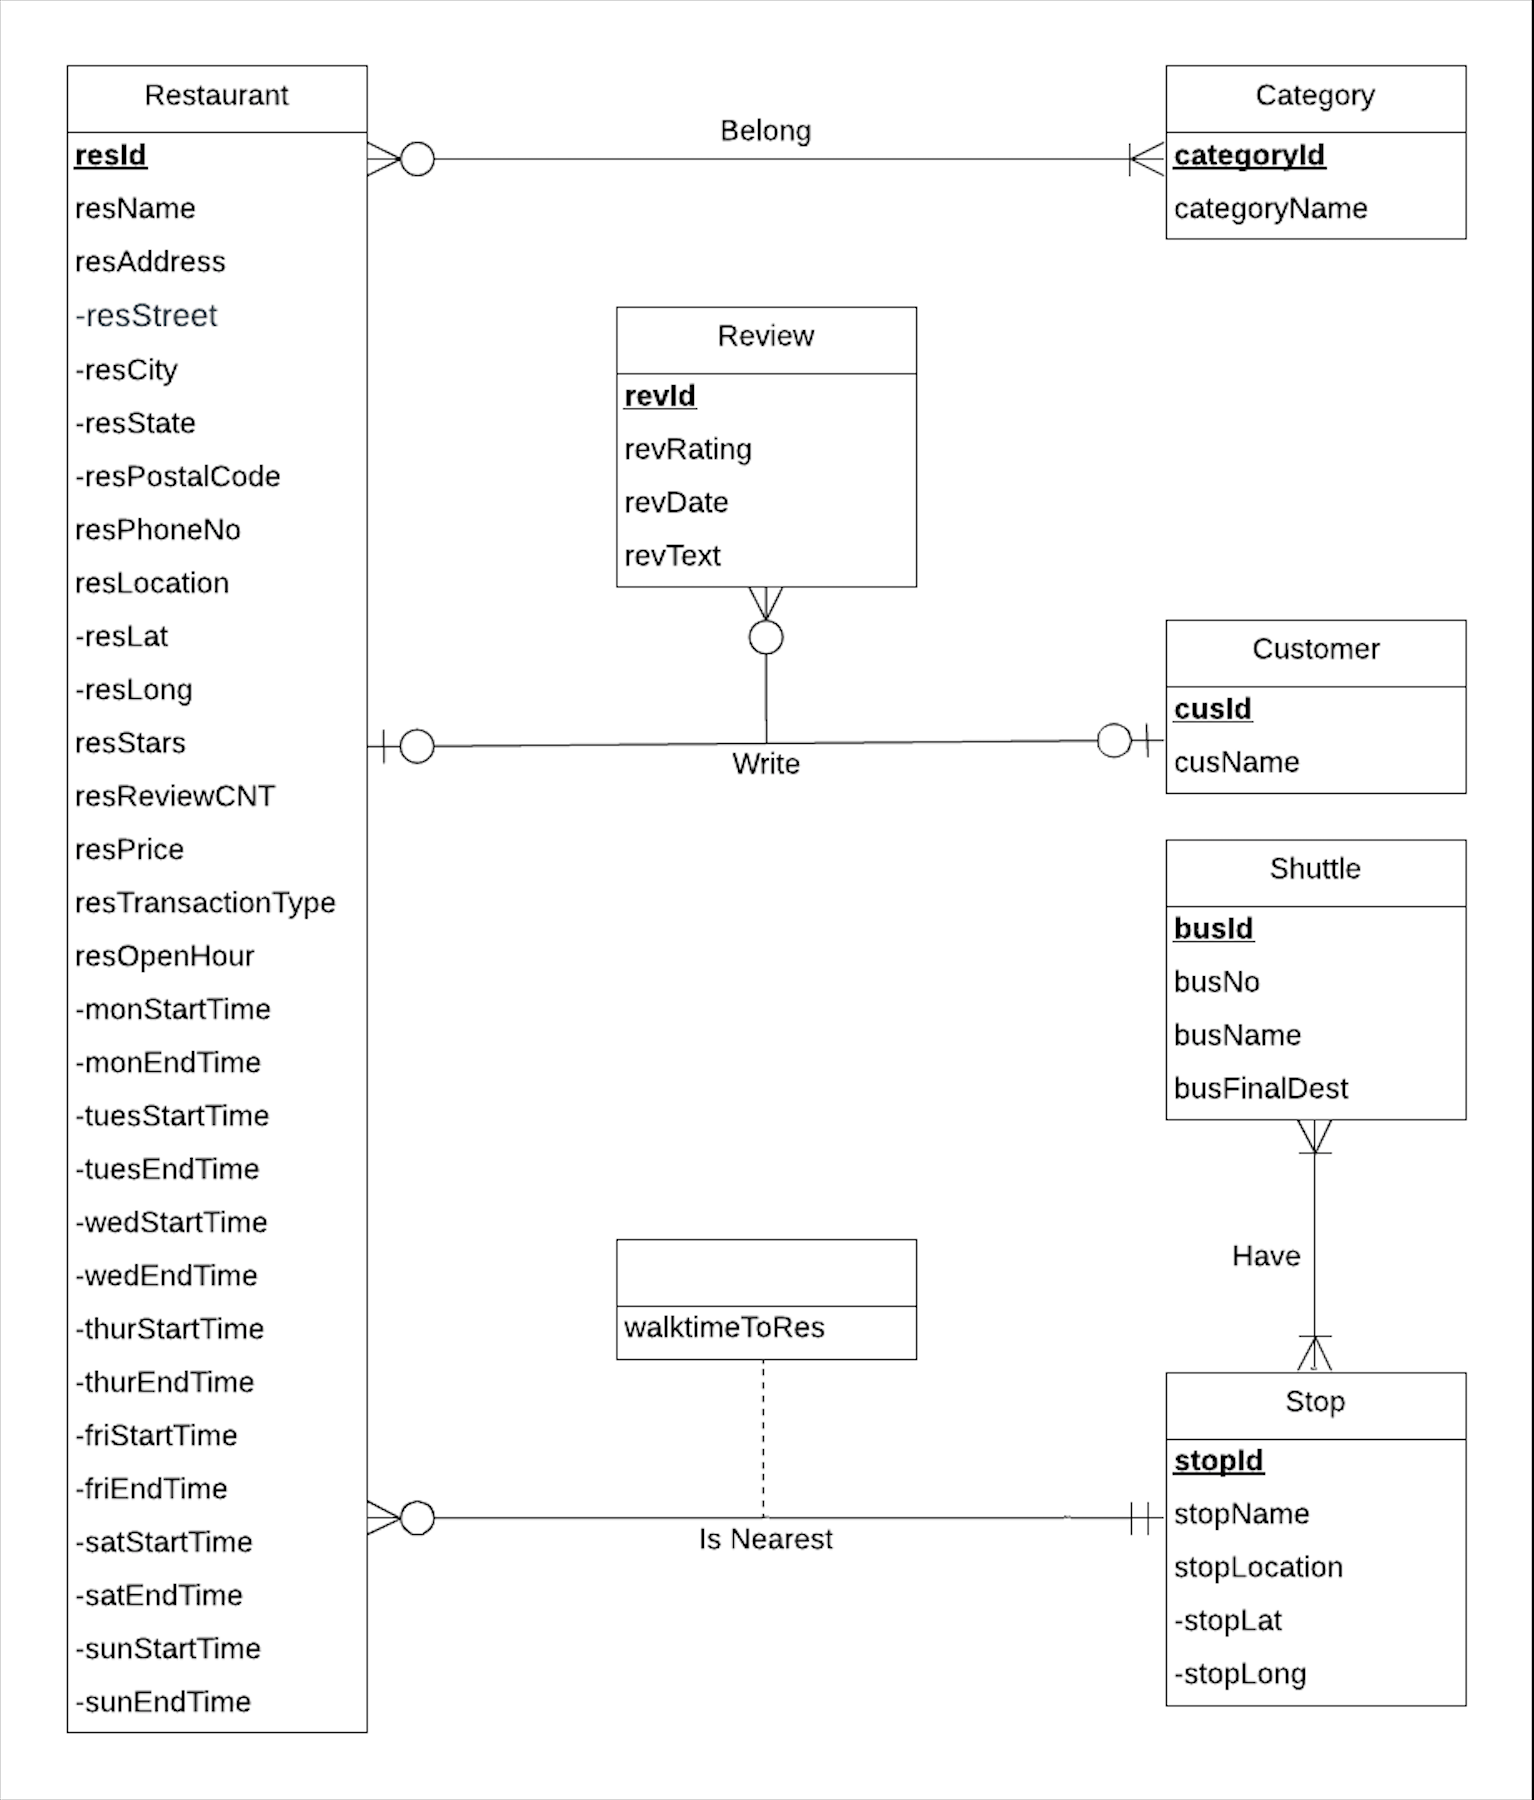 Restaurant
resId
resName
resAddress
-resStreet
-resCity
-resState
-resPostalCode
resPhoneNo
resLocation
-resLat
-resLong
resStars
resReviewCNT
resPrice
resTransactionType
resOpenHour
-monStartTime
-monEndTime
-tuesStartTime
-tuesEndTime
-wedStartTime
-wedEndTime
-thurStartTime
-thurEndTime
-friStartTime
-friEndTime
-satStartTime
-satEndTime
-sunStartTime
-sunEndTime
Belong
Category
categoryId
categoryName
Review
revId
revRating
revDate
revText
Write
Customer
cusId
cusName
Shuttle
busId
busNo
busName
busFinalDest
Have
walktimeToRes
Is Nearest
Stop
stopId
stopName
stopLocation
-stopLat
-stopLong